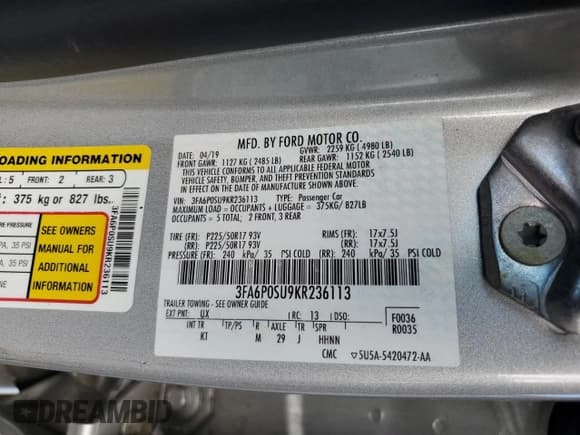 LOADING INFORMATION
L: 5 FRONT: 2 REAR: 3
: 375 kg or 827 lbs.
RE PRESSURE
PA, 35 PSI
PA, 35 PSI
SEE OWNERS
MANUAL FOR
ADDITIONAL
INFORMATION
3FA6P0SU9KR236113
MFD. BY FORD MOTOR CO.
DATE: 04/19 GVWR: 2259 KG ( 4980 LB)
FRONT GAWR: 1127 KG ( 2485 LB) REAR GAWR: 1152 KG ( 2540 LB)
THIS VEHICLE CONFORMS TO ALL APPLICABLE FEDERAL MOTOR
VEHICLE SAFETY, BUMPER, AND THEFT PREVENTION STANDARDS
IN EFFECT ON THE DATE OF MANUFACTURE SHOWN ABOVE.
VIN: 3FA6P0SU9KR236113 TYPE: Passenger Car
MAXIMUM LOAD = OCCUPANTS + LUGGAGE = 375KG/ 827LB
OCCUPANTS = 5 TOTAL; 2 FRONT, 3 REAR
TIRE (FR): P225/50R17 93V RIMS (FR): 17x7.5J
(RR): P225/50R17 93V (RR): 17x7.5J
PRESSURE (FR): 240 kPa/ 35 PSI COLD (RR): 240 kPa/35 PSI COLD
3FA6P0SU9KR236113
TRAILER TOWING - SEE OWNER GUIDE
EXT PNT: UX RC: 13 DSO: F0036
INT TR TP/PS R AXLE TR SPR R0035
KT M 29 J HHNN
CMC 5U5A-5420472-AA
DREAMBID